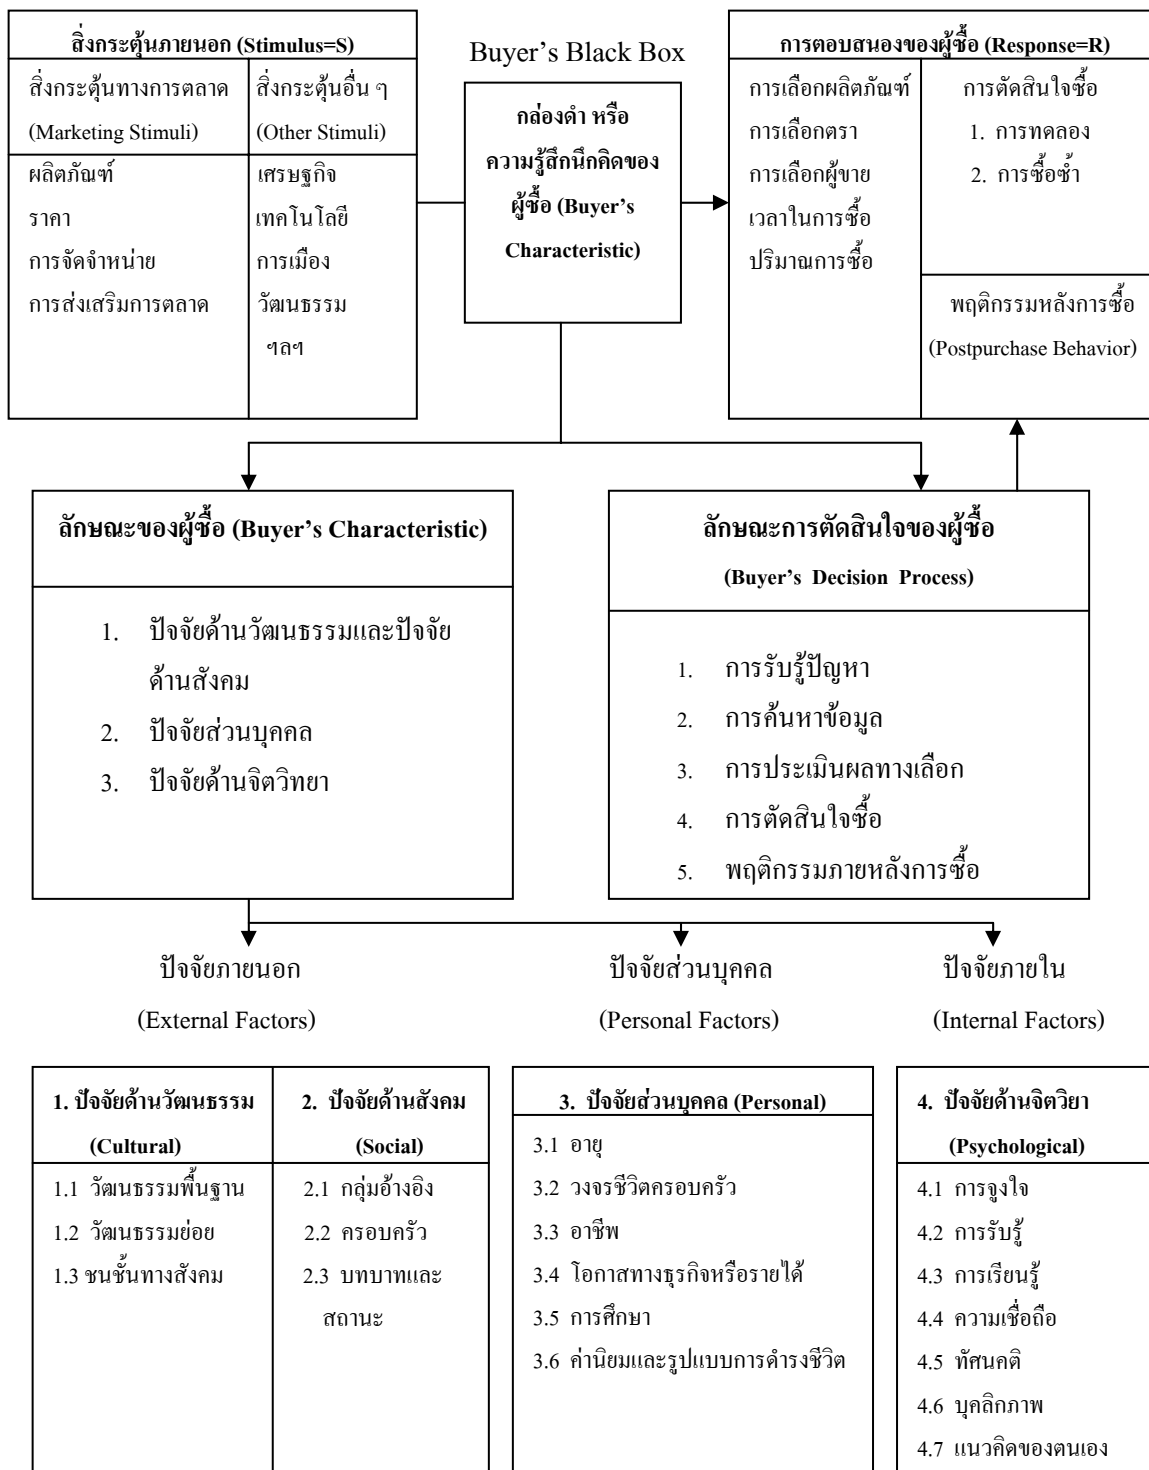 สิ่งกระตุ้นภายนอก (Stimulus=S)
สิ่งกระตุ้นทางการตลาด
(Marketing Stimuli)
สิ่งกระตุ้นอื่น ๆ
(Other Stimuli)
ผลิตภัณฑ์
ราคา
การจัดจำหน่าย
การส่งเสริมการตลาด
เศรษฐกิจ
เทคโนโลยี
การเมือง
วัฒนธรรม
ฯลฯ
Buyer’s Black Box
กล่องดำ หรือ
ความรู้สึกนึกคิดของ
ผู้ซื้อ (Buyer’s
Characteristic)
การตอบสนองของผู้ซื้อ (Response=R)
การเลือกผลิตภัณฑ์
การเลือกตรา
การเลือกผู้ขาย
เวลาในการซื้อ
ปริมาณการซื้อ
การตัดสินใจซื้อ
1. การทดลอง
2. การซื้อซ้ำ
พฤติกรรมหลังการซื้อ
(Postpurchase Behavior)
ลักษณะของผู้ซื้อ (Buyer’s Characteristic)
1. ปัจจัยด้านวัฒนธรรมและปัจจัย
ด้านสังคม
2. ปัจจัยส่วนบุคคล
3. ปัจจัยด้านจิตวิทยา
ลักษณะการตัดสินใจของผู้ซื้อ
(Buyer’s Decision Process)
1. การรับรู้ปัญหา
2. การค้นหาข้อมูล
3. การประเมินผลทางเลือก
4. การตัดสินใจซื้อ
5. พฤติกรรมภายหลังการซื้อ
ปัจจัยภายนอก
(External Factors)
ปัจจัยส่วนบุคคล
(Personal Factors)
ปัจจัยภายใน
(Internal Factors)
1. ปัจจัยด้านวัฒนธรรม
(Cultural)
1.1 วัฒนธรรมพื้นฐาน
1.2 วัฒนธรรมย่อย
1.3 ชนชั้นทางสังคม
2. ปัจจัยด้านสังคม
(Social)
2.1 กลุ่มอ้างอิง
2.2 ครอบครัว
2.3 บทบาทและ
สถานะ
3. ปัจจัยส่วนบุคคล (Personal)
3.1 อายุ
3.2 วงจรชีวิตครอบครัว
3.3 อาชีพ
3.4 โอกาสทางธุรกิจหรือรายได้
3.5 การศึกษา
3.6 ค่านิยมและรูปแบบการดำรงชีวิต
4. ปัจจัยด้านจิตวิยา
(Psychological)
4.1 การจูงใจ
4.2 การรับรู้
4.3 การเรียนรู้
4.4 ความเชื่อถือ
4.5 ทัศนคติ
4.6 บุคลิกภาพ
4.7 แนวคิดของตนเอง